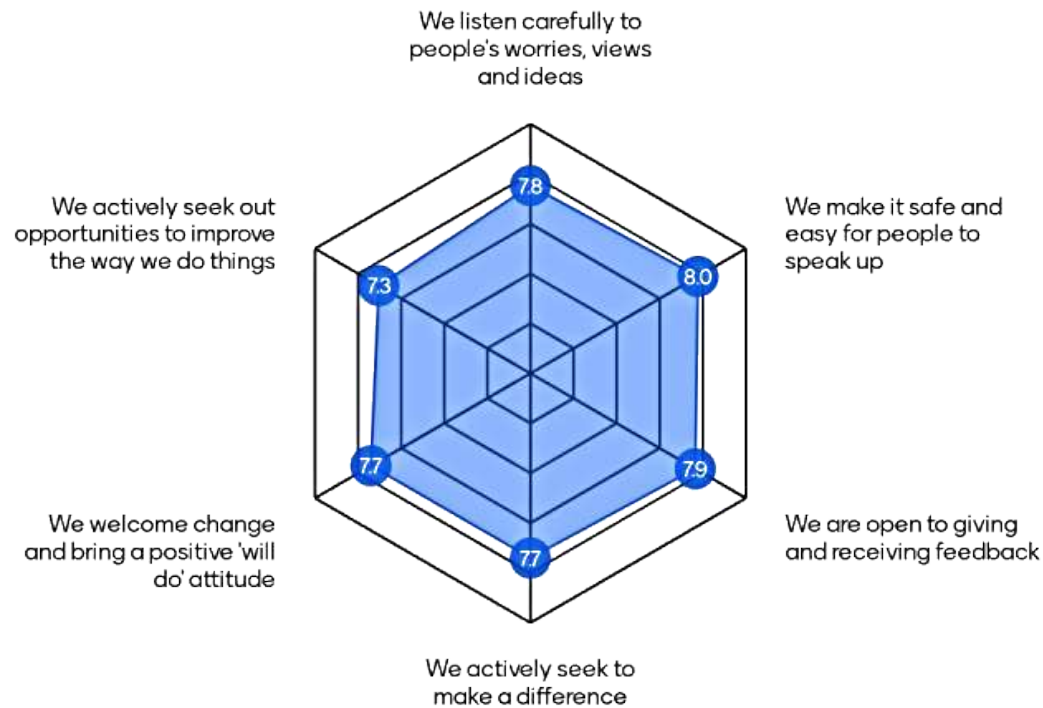 We listen carefully to
people's worries, views
and ideas
7.8
We actively seek out
opportunities to improve
the way we do things
We make it safe and
easy for people to
speak up
7.3
8.0
7.7
7.9
We welcome change
and bring a positive 'will
do' attitude
We are open to giving
and receiving feedback
7.7
We actively seek to
make a difference